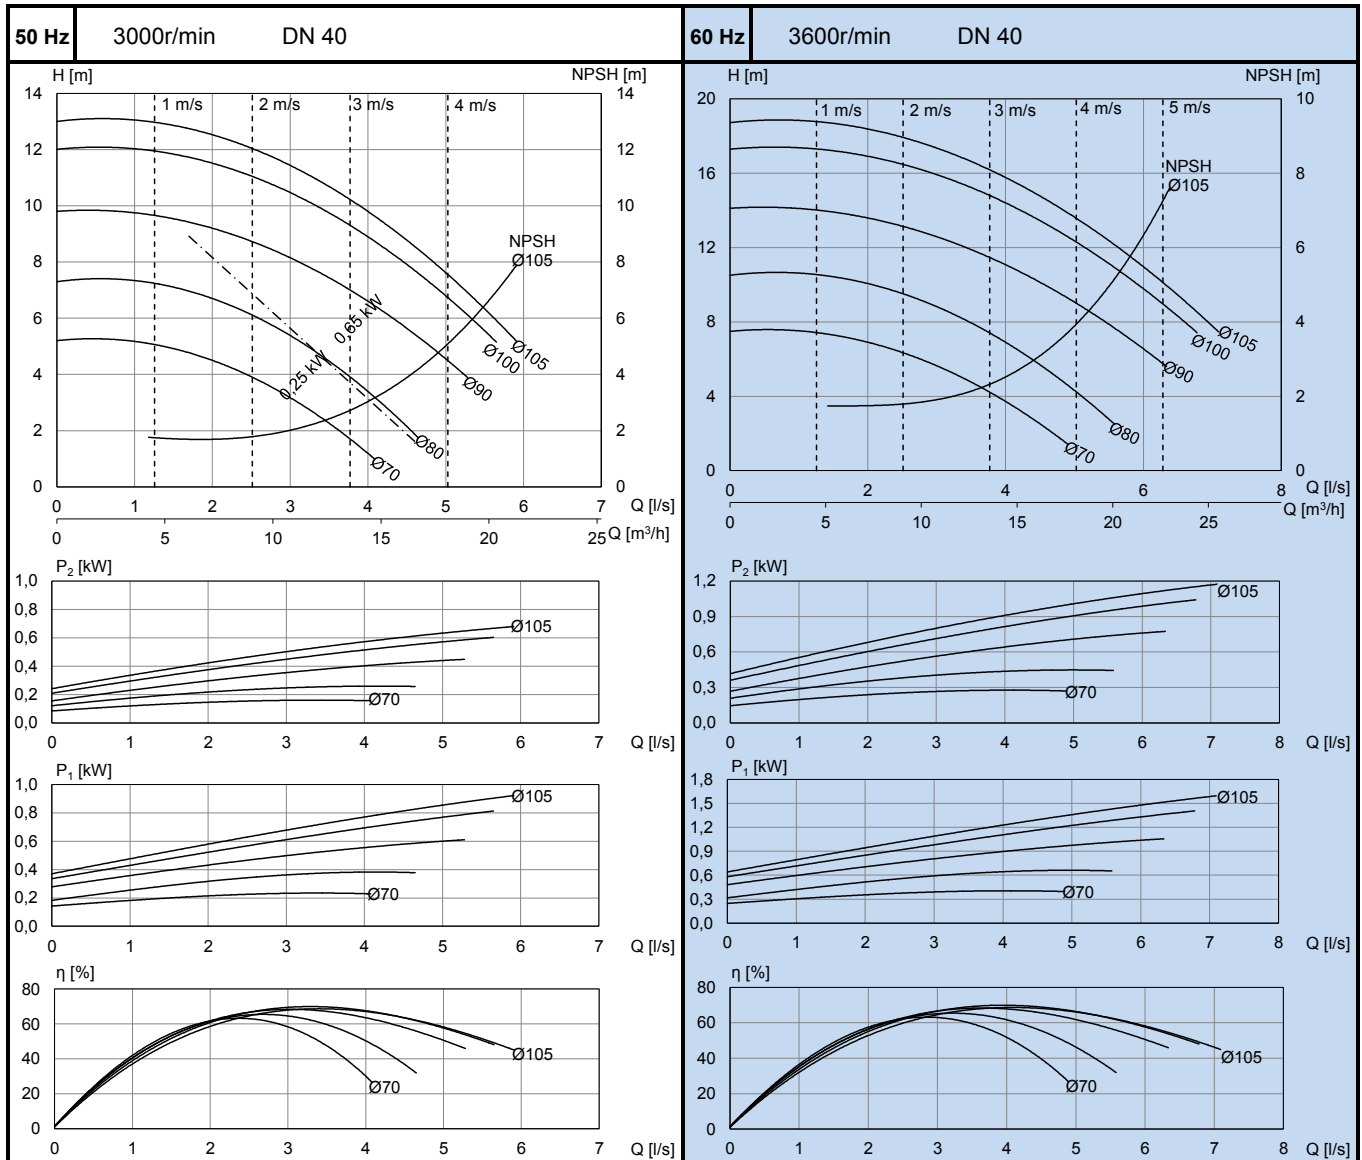 50 Hz 3000r/min DN 40
H [m] NPSH [m]
14 14
1 m/s 2 m/s 3 m/s 4 m/s
12 12
10 10
NPSH
Ø105
8 8
0,65 kW
6 6
Ø105
Ø100
0,25 kW
Ø90
4 4
Ø80
2 2
Ø70
0 0
0 1 2 3 4 5 6 7 Q [l/s]
0 5 10 15 20 25 Q [m³/h]
P₂ [kW]
1,0
0,8
0,6 Ø105
0,4
0,2 Ø70
0,0
0 1 2 3 4 5 6 7 Q [l/s]
P₁ [kW]
1,0
Ø105
0,8
0,6
0,4
0,2 Ø70
0,0
0 1 2 3 4 5 6 7 Q [l/s]
η [%]
80
60
40 Ø105
Ø70
20
0
0 1 2 3 4 5 6 7 Q [l/s]
60 Hz 3600r/min DN 40
H [m] NPSH [m]
20 10
1 m/s 2 m/s 3 m/s 4 m/s 5 m/s
16 8
NPSH
Ø105
12 6
8 4
Ø105
Ø100
Ø90
4 2
Ø80
Ø70
0 0
0 2 4 6 8 Q [l/s]
0 5 10 15 20 25 Q [m³/h]
P₂ [kW]
1,2
Ø105
0,9
0,6
0,3 Ø70
0,0
0 1 2 3 4 5 6 7 8 Q [l/s]
P₁ [kW]
1,8
1,5 Ø105
1,2
0,9
0,6
0,3 Ø70
0,0
0 1 2 3 4 5 6 7 8 Q [l/s]
η [%]
80
60
40 Ø105
Ø70
20
0
0 1 2 3 4 5 6 7 8 Q [l/s]